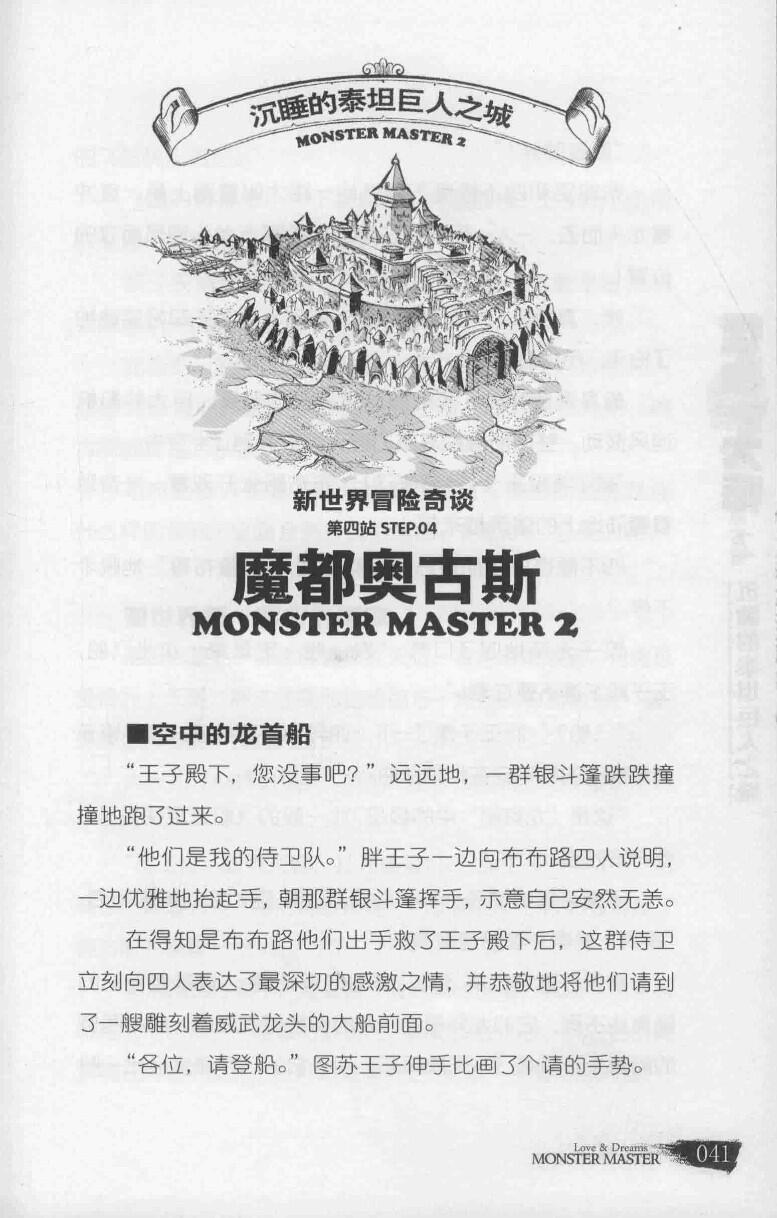 沉睡的泰坦巨人之城
MONSTER MASTER 2
新世界冒险奇谈
第四站 STEP.04
魔都奥古斯
MONSTER MASTER 2
■空中的龙首船
“王子殿下，您没事吧？”远远地，一群银斗篷跌跌撞
撞地跑了过来。
“他们是我的侍卫队。”胖王子一边向布布路四人说明，
一边优雅地抬起手，朝那群银斗篷挥手，示意自己安然无恙。
在得知是布布路他们出手救了王子殿下后，这群侍卫
立刻向四人表达了最深切的感激之情，并恭敬地将他们请到
了一艘雕刻着威武龙头的大船前面。
“各位，请登船。”图苏王子伸手比画了个请的手势。
Love & Dreams
MONSTER MASTER 041